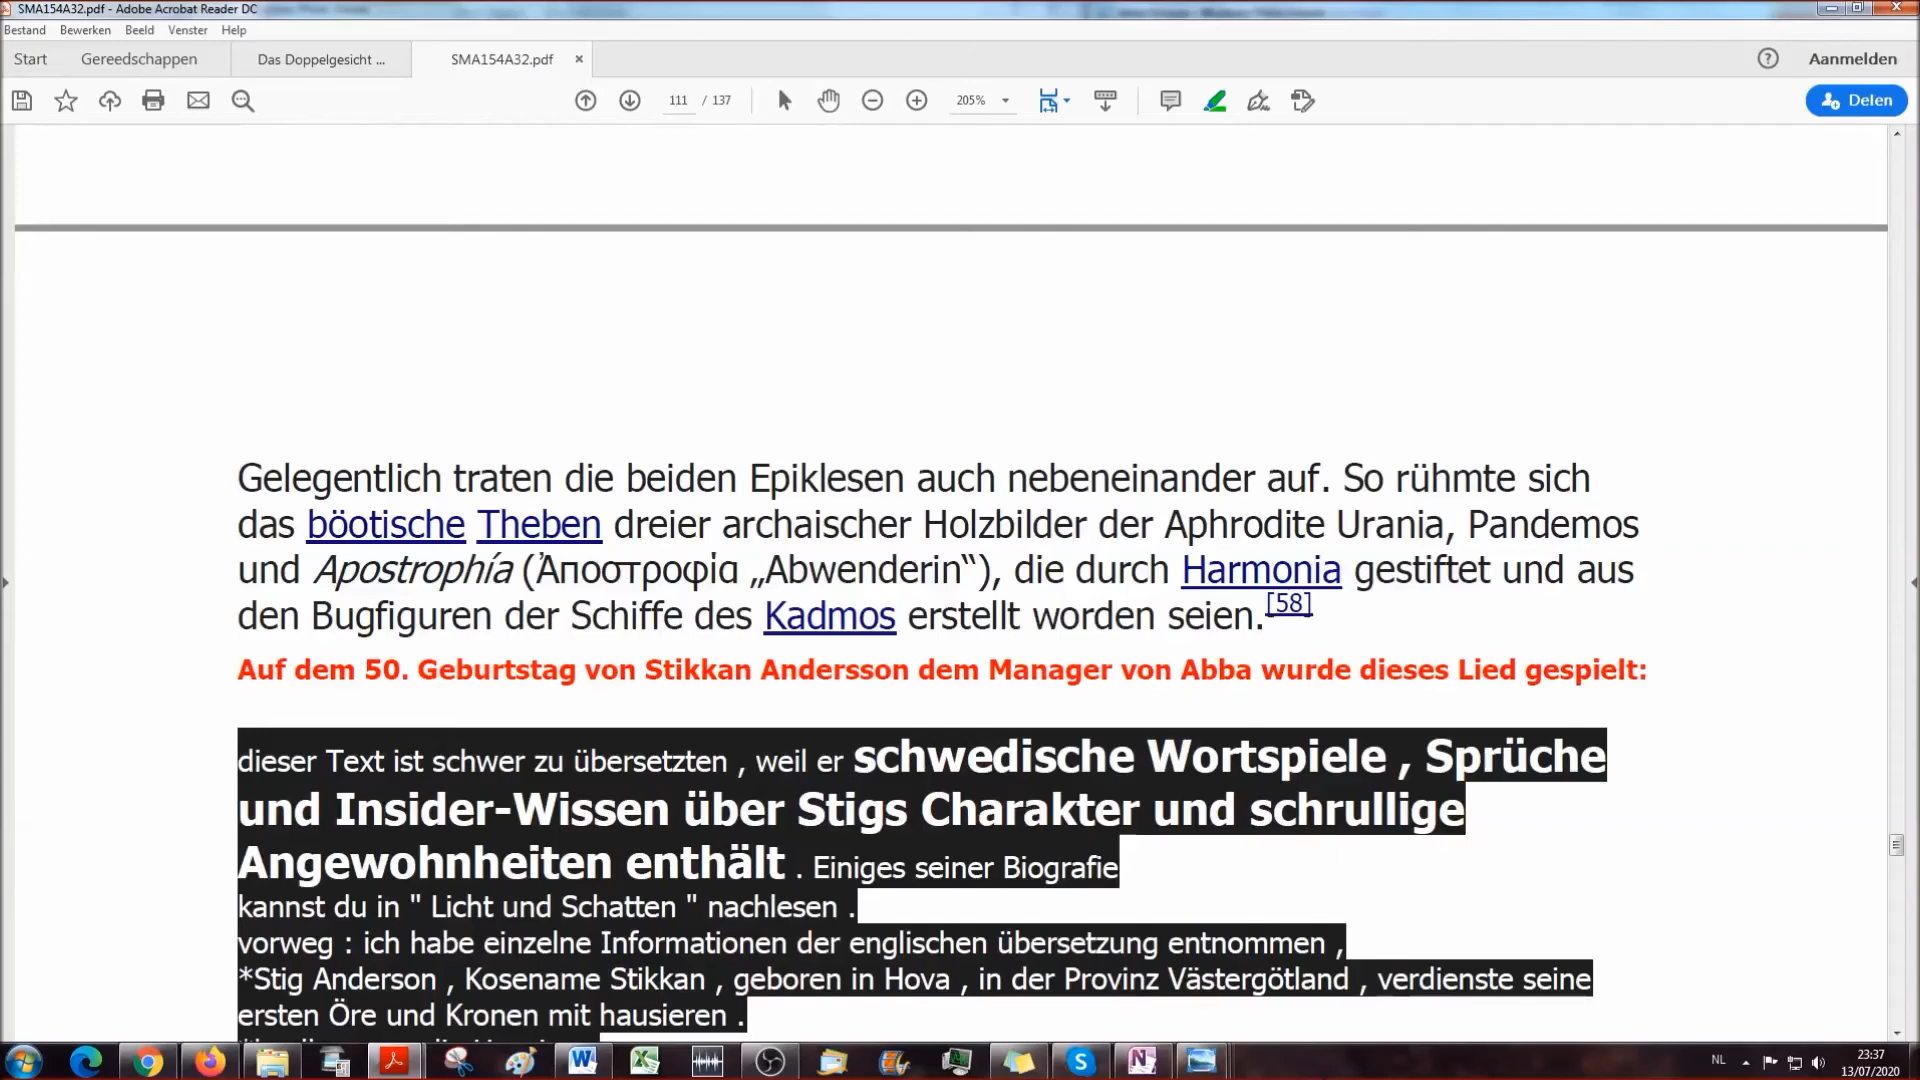 SMA154A32.pdf - Adobe Acrobat Reader DC
Bestand Bewerken Beeld Venster Help
Start Gereedschappen Das Doppelgesicht ... SMA154A32.pdf × ? Aanmelden
111 / 137 205% Delen
Gelegentlich traten die beiden Epiklesen auch nebeneinander auf. So rühmte sich
das böotische Theben dreier archaischer Holzbilder der Aphrodite Urania, Pandemos
und Apostrophía (Ἀποστροφία „Abwenderin“), die durch Harmonia gestiftet und aus
den Bugfiguren der Schiffe des Kadmos erstellt worden seien.[58]
Auf dem 50. Geburtstag von Stikkan Andersson dem Manager von Abba wurde dieses Lied gespielt:
dieser Text ist schwer zu übersetzten , weil er schwedische Wortspiele , Sprüche
und Insider-Wissen über Stigs Charakter und schrullige
Angewohnheiten enthält . Einiges seiner Biografie
kannst du in " Licht und Schatten " nachlesen .
vorweg : ich habe einzelne Informationen der englischen übersetzung entnommen ,
*Stig Anderson , Kosename Stikkan , geboren in Hova , in der Provinz Västergötland , verdienste seine
ersten Öre und Kronen mit hausieren .
NL 23:37
13/07/2020